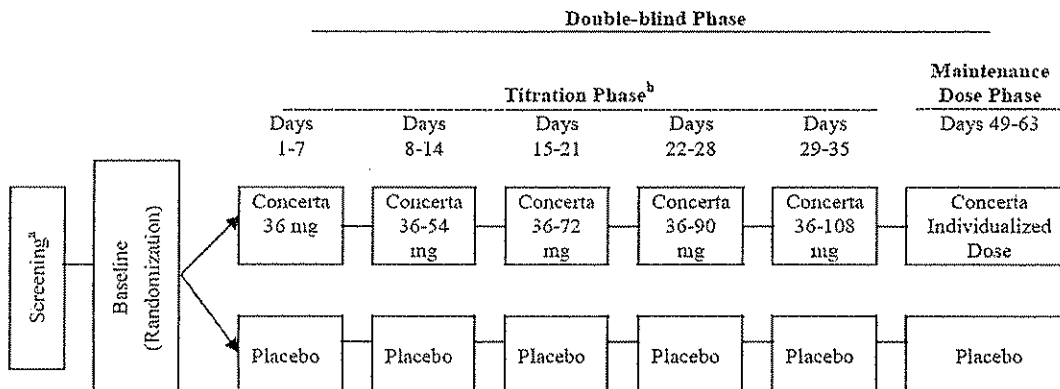 Double-blind Phase
Titration Phaseb
Maintenance
Dose Phase
Days
1-7
Days
8-14
Days
15-21
Days
22-28
Days
29-35
Days 49-63
Screeninga
Baseline
(Randomization)
Concerta
36 mg
Concerta
36-54
mg
Concerta
36-72
mg
Concerta
36-90
mg
Concerta
36-108
mg
Concerta
Individualized
Dose
Placebo
Placebo
Placebo
Placebo
Placebo
Placebo